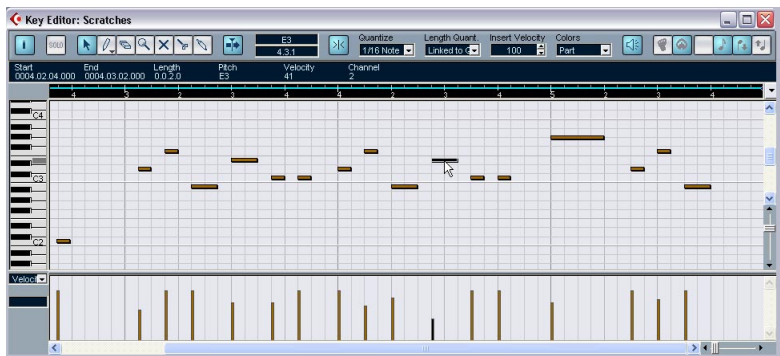 Key Editor: Scratches
i
SOLO
E3
4.3.1
Quantize
1/16 Note
Length Quant.
Linked to Q
Insert Velocity
100
Colors
Part
Start End Length Pitch Velocity Channel
0004.02.04.000 0004.03.02.000 0.0.2.0 E3 41 2
4 3 2 3 4 4 2 3 4 5 2 3 4
C4
C3
C2
Veloci